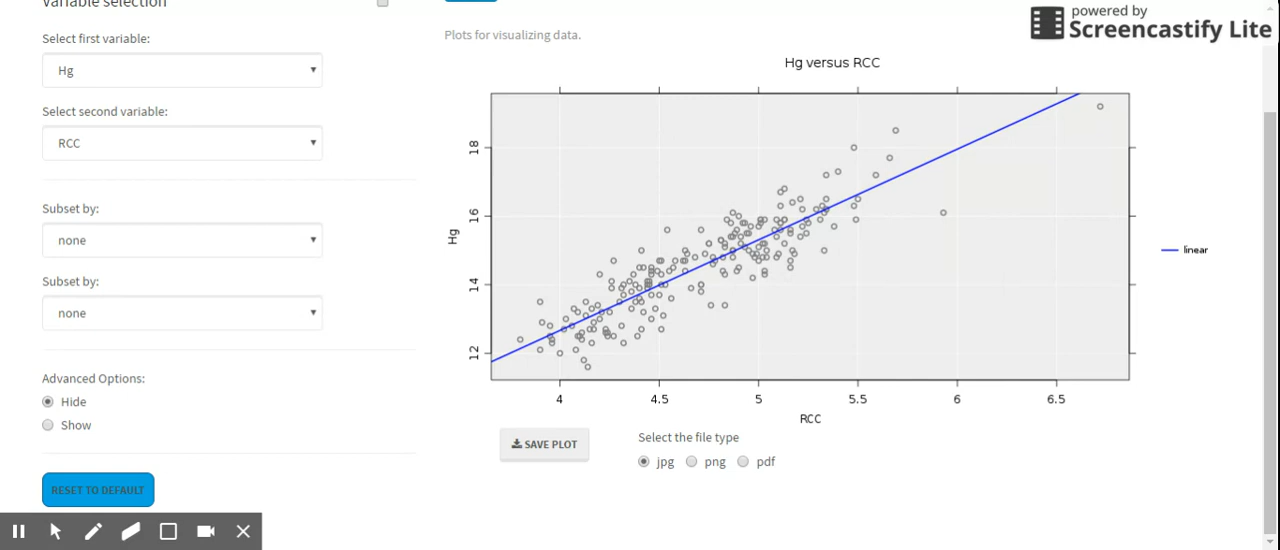 Variable selection
Select first variable:
Hg
Select second variable:
RCC
Subset by:
none
Subset by:
none
Advanced Options:
Hide
Show
RESET TO DEFAULT
powered by
Screencastify Lite
Plots for visualizing data.
Hg versus RCC
18
16
14
12
Hg
4 4.5 5 5.5 6 6.5
RCC
linear
SAVE PLOT
Select the file type
jpg png pdf